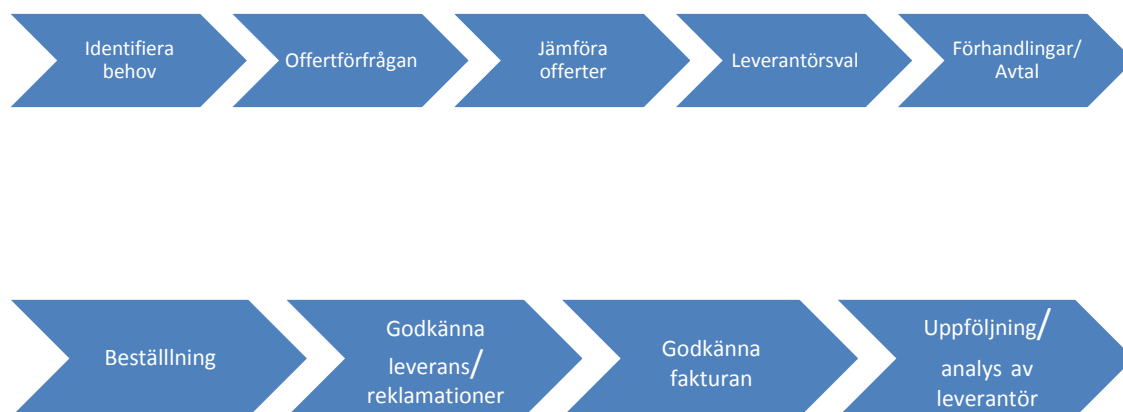 Identifiera
behov
Offertförfrågan
Jämföra
offerter
Leverantörsval
Förhandlingar/
Avtal
Beställlning
Godkänna
leverans/
reklamationer
Godkänna
fakturan
Uppföljning/
analys av
leverantör